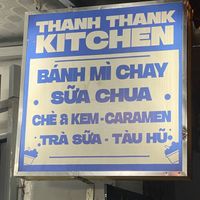 THANH THANK
KITCHEN
BÁNH MÌ CHAY
SỮA CHUA
CHÈ & KEM - CARAMEN
TRÀ SỮA - TÀU HŨ